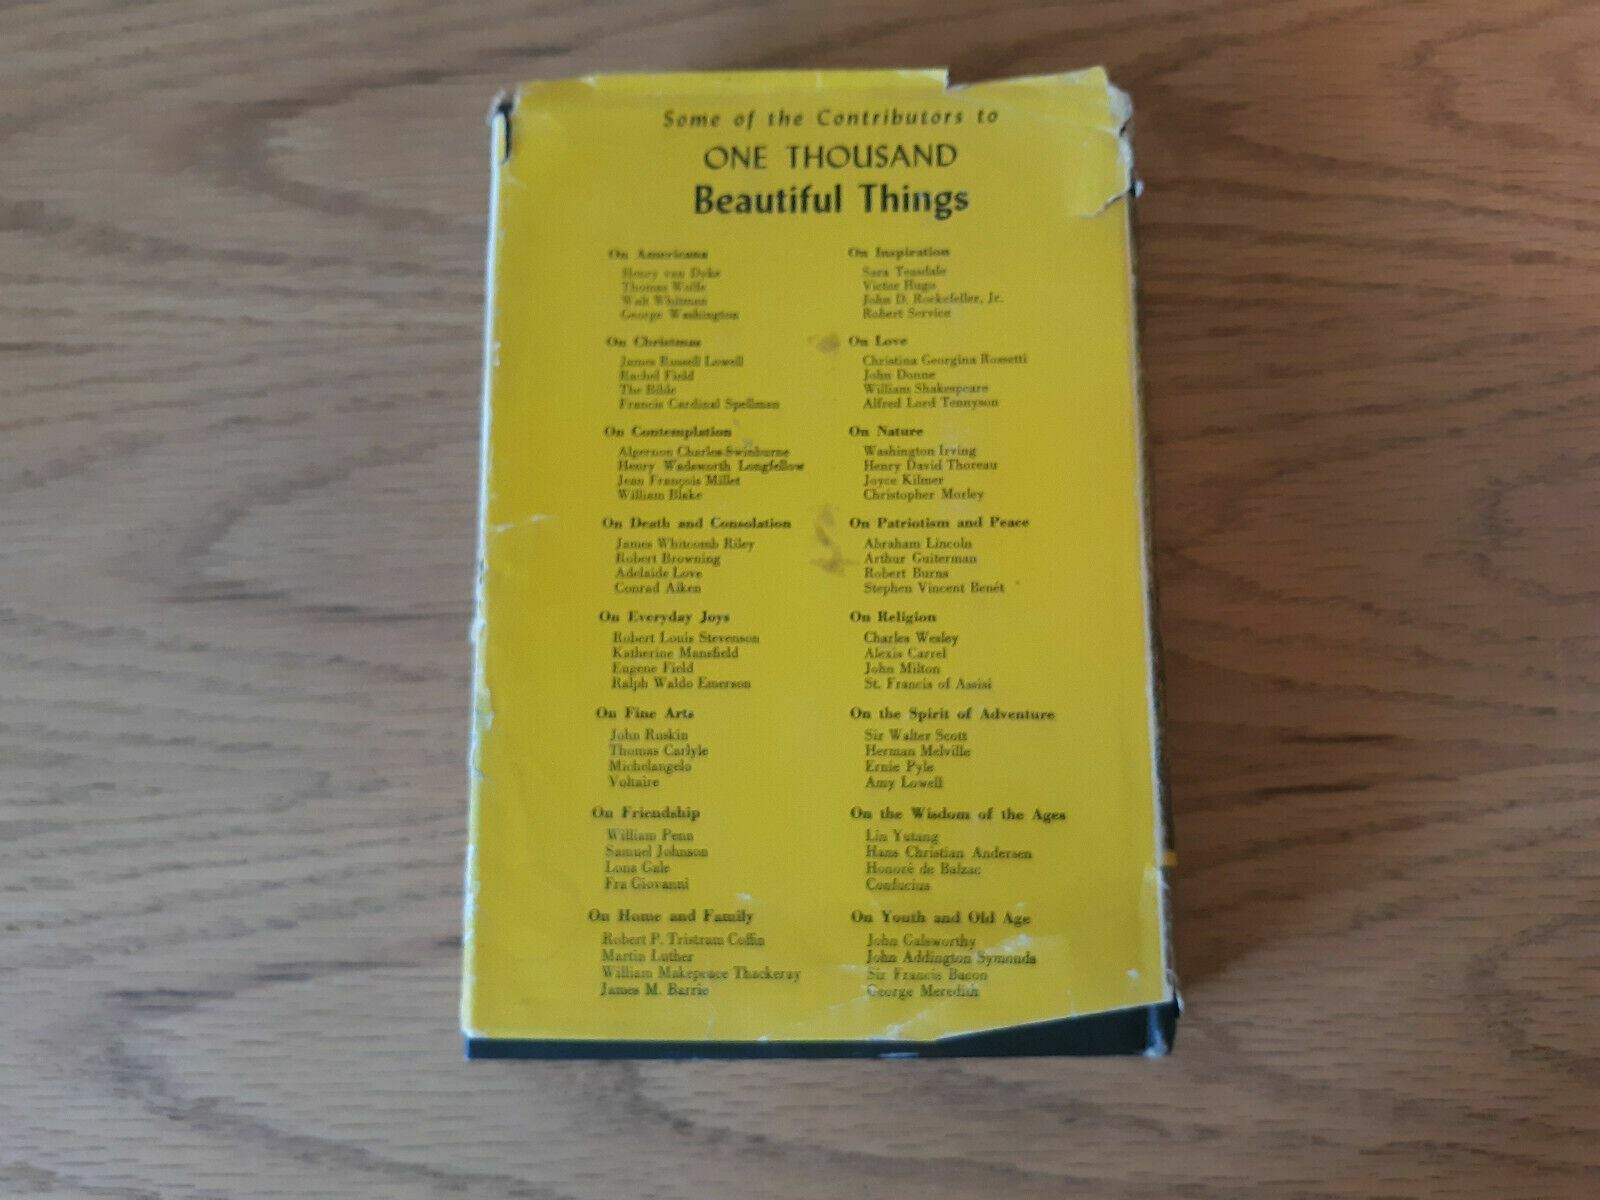 Some of the Contributors to
ONE THOUSAND
Beautiful Things
On Americana
Henry van Dyke
Thomas Wolfe
Walt Whitman
George Washington
On Christmas
James Russell Lowell
Rachel Field
The Bible
Francis Cardinal Spellman
On Contemplation
Algernon Charles Swinburne
Henry Wadsworth Longfellow
Jean François Millet
William Blake
On Death and Consolation
James Whitcomb Riley
Robert Browning
Adelaide Love
Conrad Aiken
On Everyday Joys
Robert Louis Stevenson
Katherine Mansfield
Eugene Field
Ralph Waldo Emerson
On Fine Arts
John Ruskin
Thomas Carlyle
Michelangelo
Voltaire
On Friendship
William Penn
Samuel Johnson
Lona Gale
Fra Giovanni
On Home and Family
Robert P. Tristram Coffin
Martin Luther
William Makepeace Thackeray
James M. Barrie
On Inspiration
Sara Teasdale
Victor Hugo
John D. Rockefeller, Jr.
Robert Service
On Love
Christina Georgina Rossetti
John Donne
William Shakespeare
Alfred Lord Tennyson
On Nature
Washington Irving
Henry David Thoreau
Joyce Kilmer
Christopher Morley
On Patriotism and Peace
Abraham Lincoln
Arthur Guiterman
Robert Burns
Stephen Vincent Benét
On Religion
Charles Wesley
Alexis Carrel
John Milton
St. Francis of Assisi
On the Spirit of Adventure
Sir Walter Scott
Herman Melville
Ernie Pyle
Amy Lowell
On the Wisdom of the Ages
Lin Yutang
Hans Christian Andersen
Honoré de Balzac
Confucius
On Youth and Old Age
John Galsworthy
John Addington Symonds
Sir Francis Bacon
George Meredith